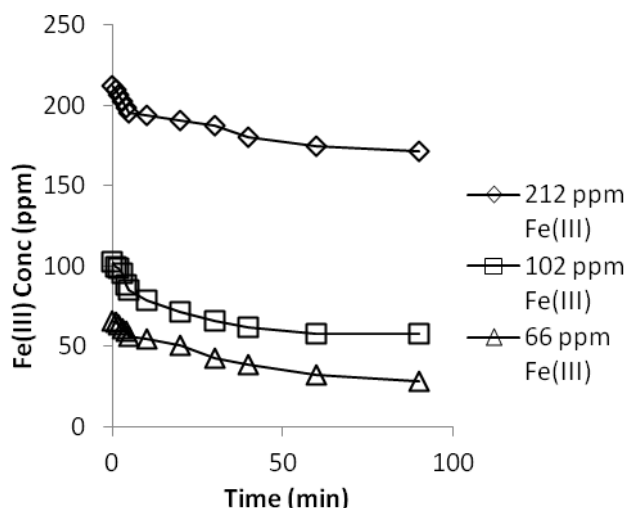 250
200
150
100
50
0
Fe(III) Conc (ppm)
0
50
100
Time (min)
212 ppm
Fe(III)
102 ppm
Fe(III)
66 ppm
Fe(III)